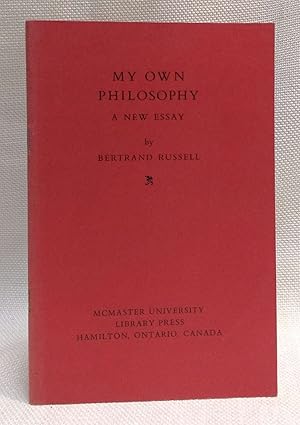 MY OWN
PHILOSOPHY
A NEW ESSAY
by
BERTRAND RUSSELL
MCMASTER UNIVERSITY
LIBRARY PRESS
HAMILTON, ONTARIO, CANADA